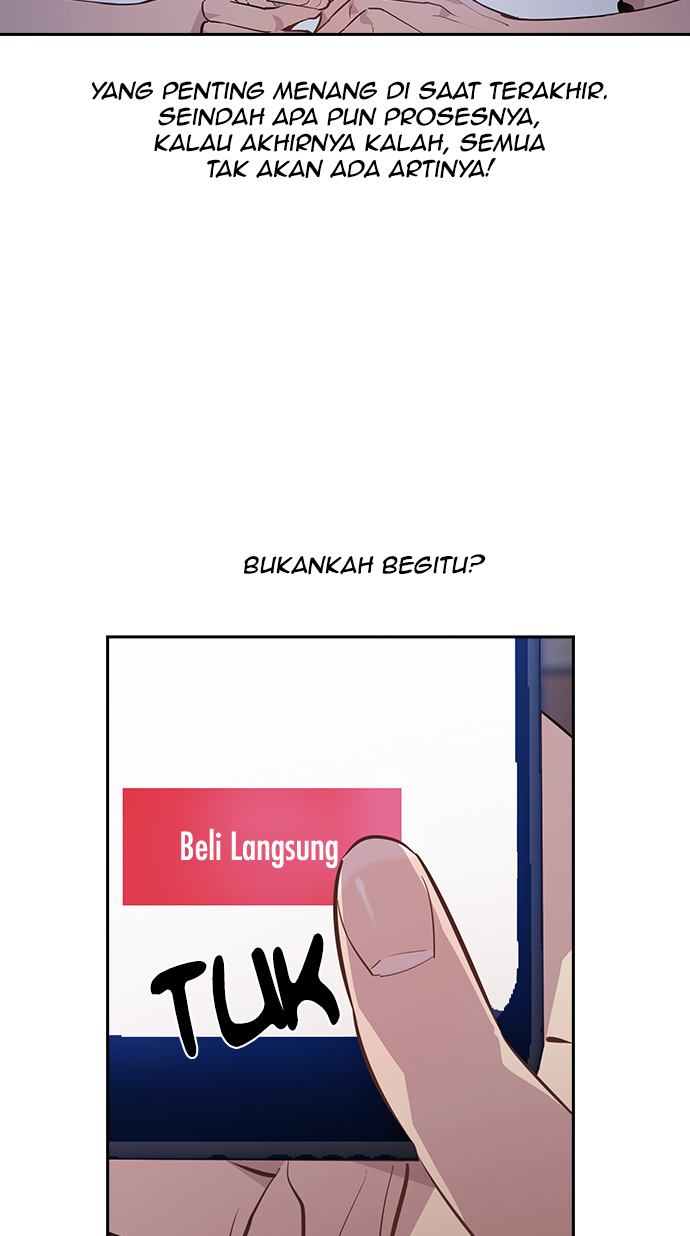 YANG PENTING MENANG DI SAAT TERAKHIR.
SEINDAH APA PUN PROSESNYA,
KALAU AKHIRNYA KALAH, SEMUA
TAK AKAN ADA ARTINYA!
BUKANKAH BEGITU?
Beli Langsung
TUK